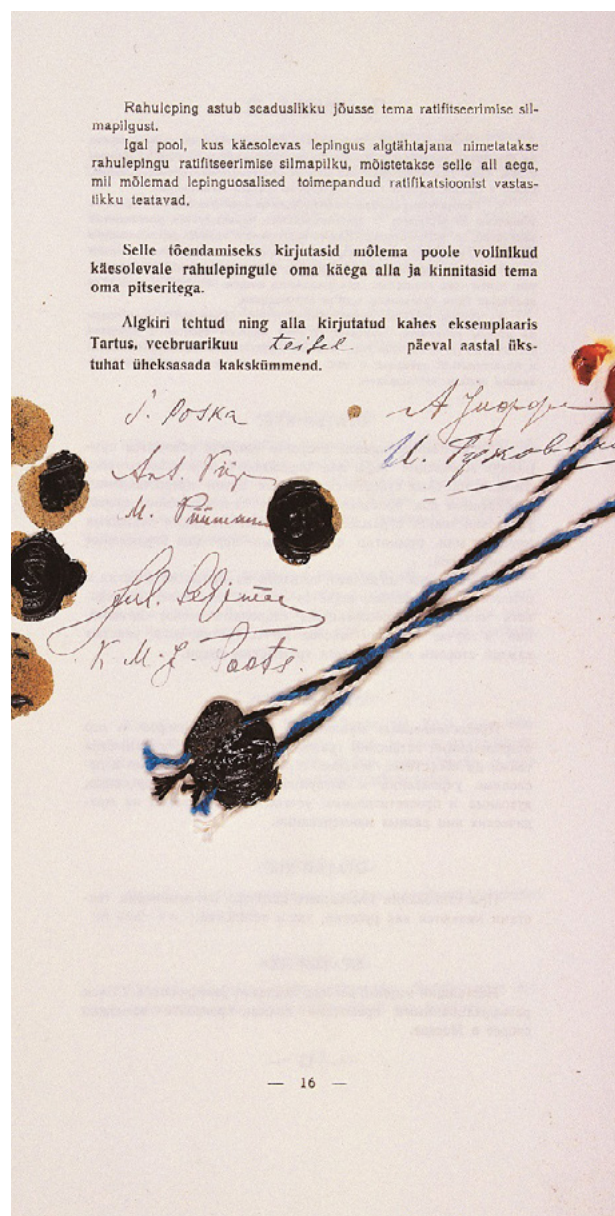 Rahuleping astub seaduslikku jõusse tema ratifitseerimise sil-
mapilgust.
Igal pool, kus käesolevas lepingus algtähtajana nimetatakse
rahulepingu ratifitseerimise silmapilku, mõistetakse selle all aega,
mil mõlemad lepinguosalised toimepandud ratifikatsioonist vastas-
tikku teatavad.
Selle tõendamiseks kirjutasid mõlema poole volinikud
käesolevale rahulepingule oma käega alla ja kinnitasid tema
oma pitseritega.
Algkiri tehtud ning alla kirjutatud kahes eksemplaaris
Tartus, veebruarikuu teisel päeval aastal üks-
tuhat üheksasada kakskümmend.
J. Poska
А Иоффе
И. Гуковск
Ant. Piip
M. Püüman
Jul. Seljamaa
K M. J. Soots.
— 16 —